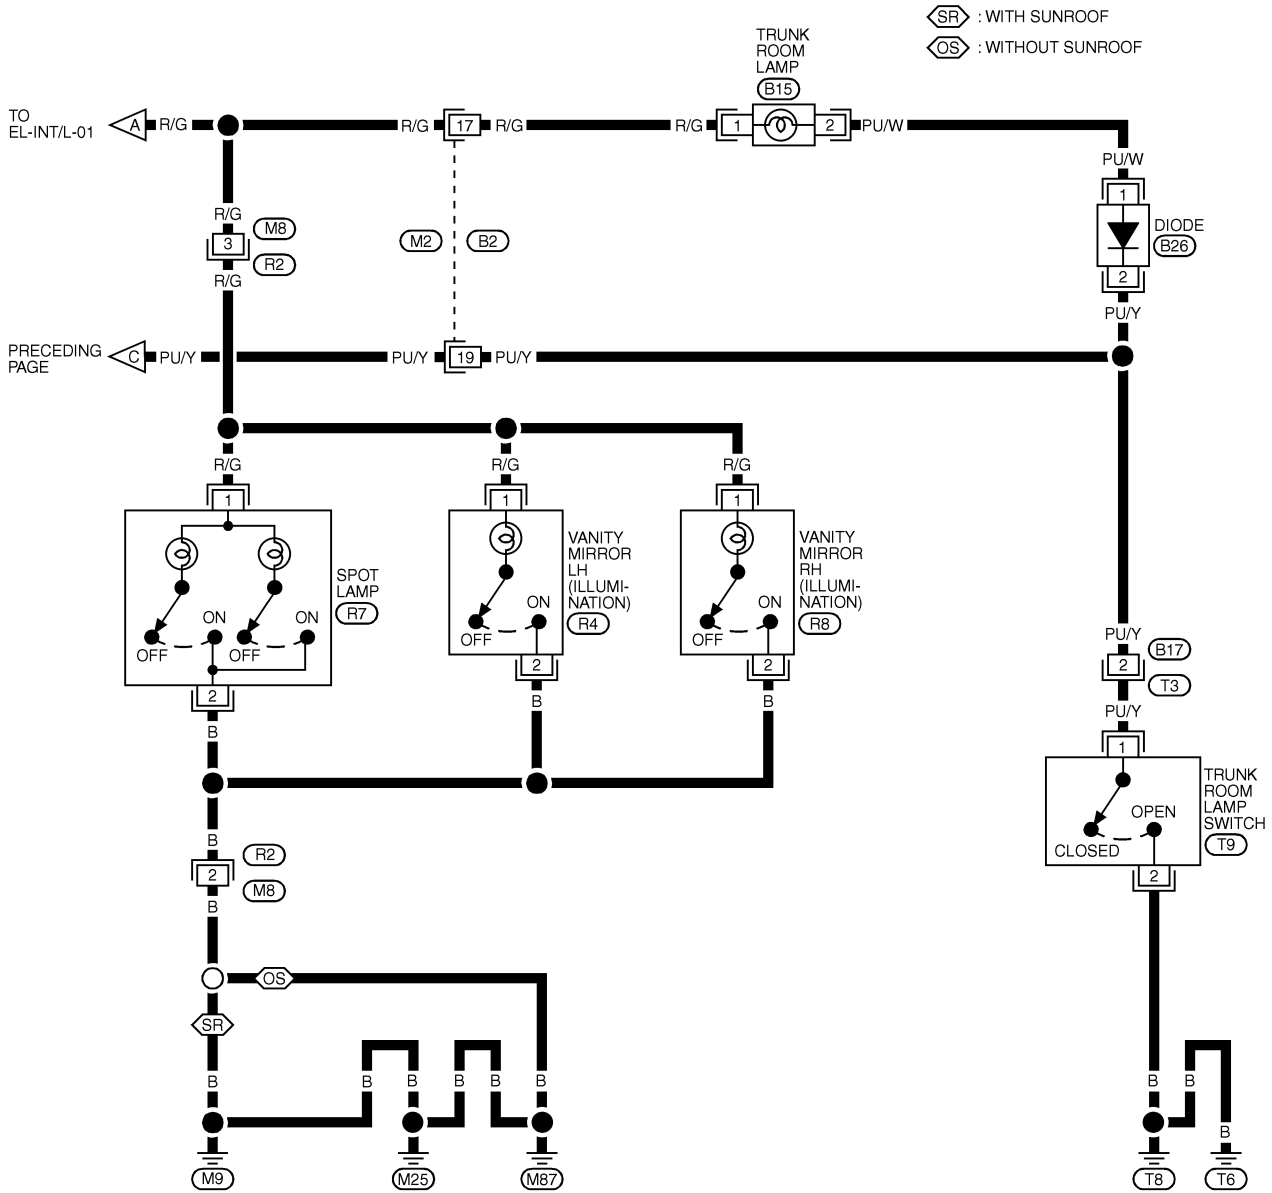 SR : WITH SUNROOF
OS : WITHOUT SUNROOF
TRUNK
ROOM
LAMP
B15
TO
EL-INT/L-01
A R/G R/G 17 R/G R/G 1 2 PU/W
PU/W
1
DIODE
B26
2
PU/Y
R/G
3
M8
R2
R/G
M2 B2
PRECEDING
PAGE
C PU/Y PU/Y 19 PU/Y
R/G R/G R/G
1 1 1
SPOT
LAMP
R7
ON ON
OFF OFF
2
B
VANITY
MIRROR
LH
(ILLUMI-
NATION)
R4
ON
OFF
2
B
VANITY
MIRROR
RH
(ILLUMI-
NATION)
R8
ON
OFF
2
B
PU/Y
B17
2
T3
PU/Y
1
TRUNK
ROOM
LAMP
SWITCH
T9
OPEN
CLOSED
2
B
R2
2
M8
B
OS
SR
B B B B B B
M9 M25 M87
B B
B
T8 T6